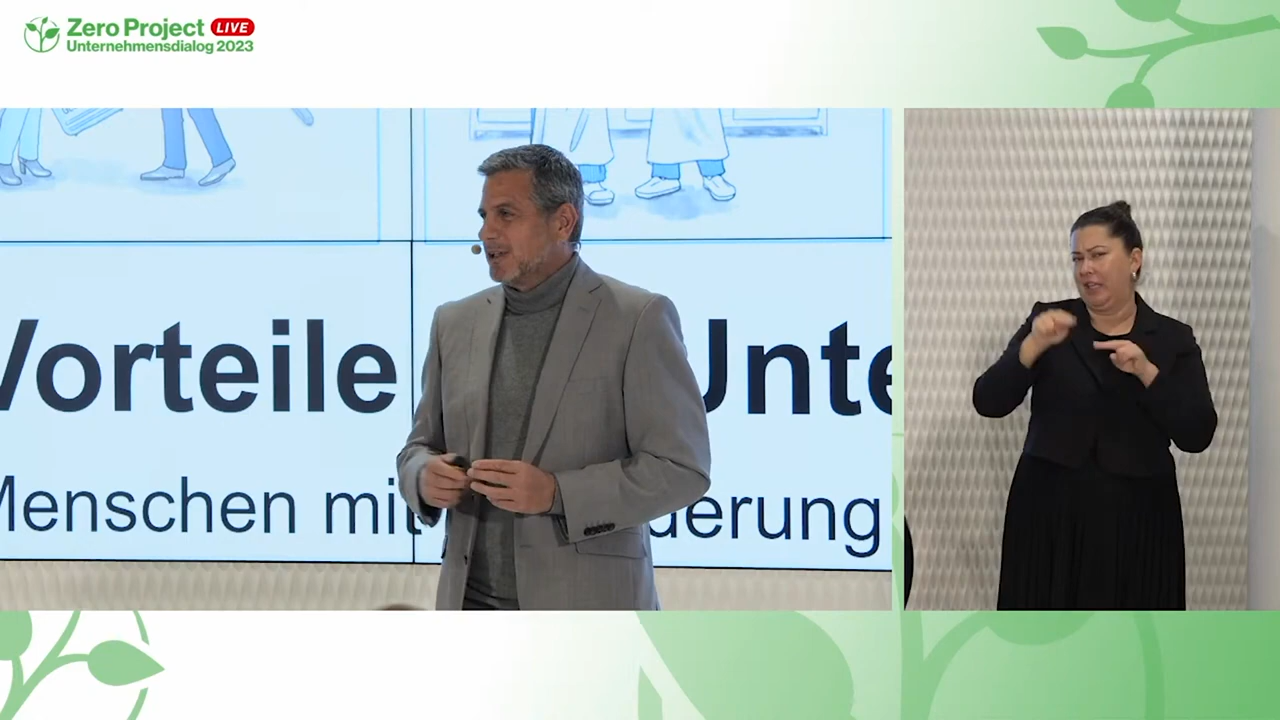 Zero Project LIVE
Unternehmensdialog 2023
Vorteile Unte
Menschen mit derung